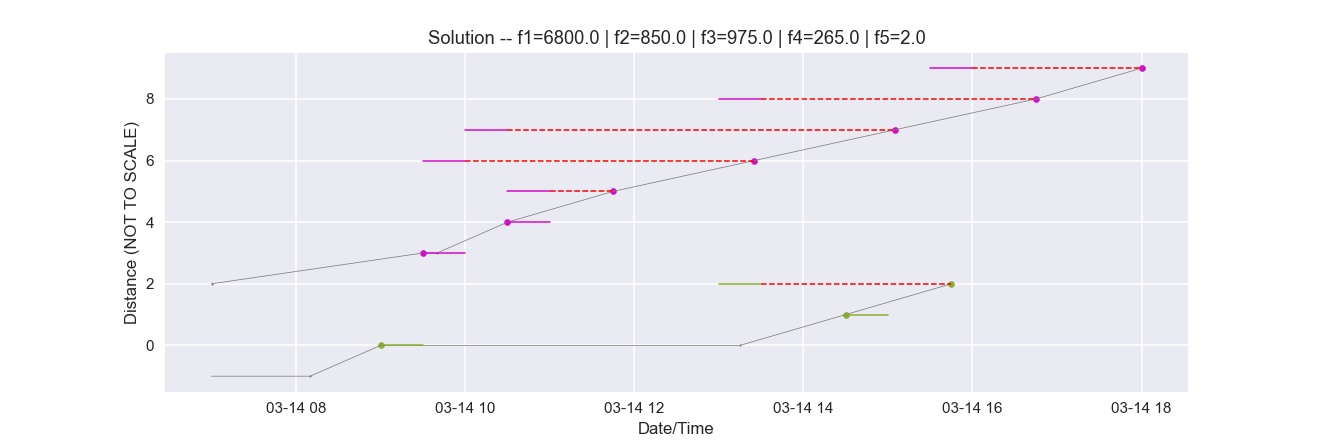 Solution -- f1=6800.0 | f2=850.0 | f3=975.0 | f4=265.0 | f5=2.0
Distance (NOT TO SCALE)
8
6
4
2
0
03-14 08 03-14 10 03-14 12 03-14 14 03-14 16 03-14 18
Date/Time